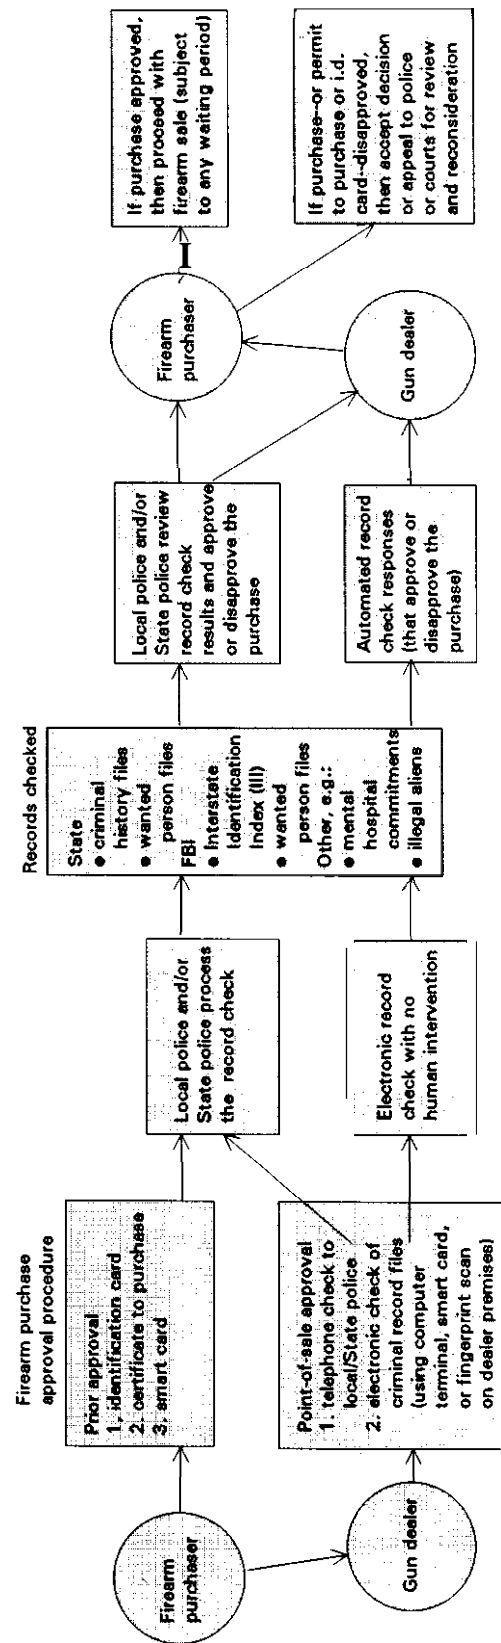 Firearm purchase
approval procedure
Firearm
purchaser
Gun dealer
Prior approval
1. identification card
2. certificate to purchase
3. smart card
Point-of-sale approval
1. telephone check to
local/State police
2. electronic check of
criminal record files
(using computer
terminal, smart card,
or fingerprint scan
on dealer premises)
Local police and/or
State police process
the record check
Electronic record
check with no
human intervention
Records checked
State
● criminal
history files
● wanted
person files
FBI
● Interstate
Identification
Index (III)
● wanted
person files
Other, e.g.:
● mental
hospital
commitments
● illegal aliens
Local police and/or
State police review
record check
results and approve
or disapprove the
purchase
Automated record
check responses
(that approve or
disapprove the
purchase)
Firearm
purchaser
Gun dealer
I
If purchase approved,
then proceed with
firearm sale (subject
to any waiting period)
If purchase--or permit
to purchase or i.d.
card--disapproved,
then accept decision
or appeal to police
or courts for review
and reconsideration